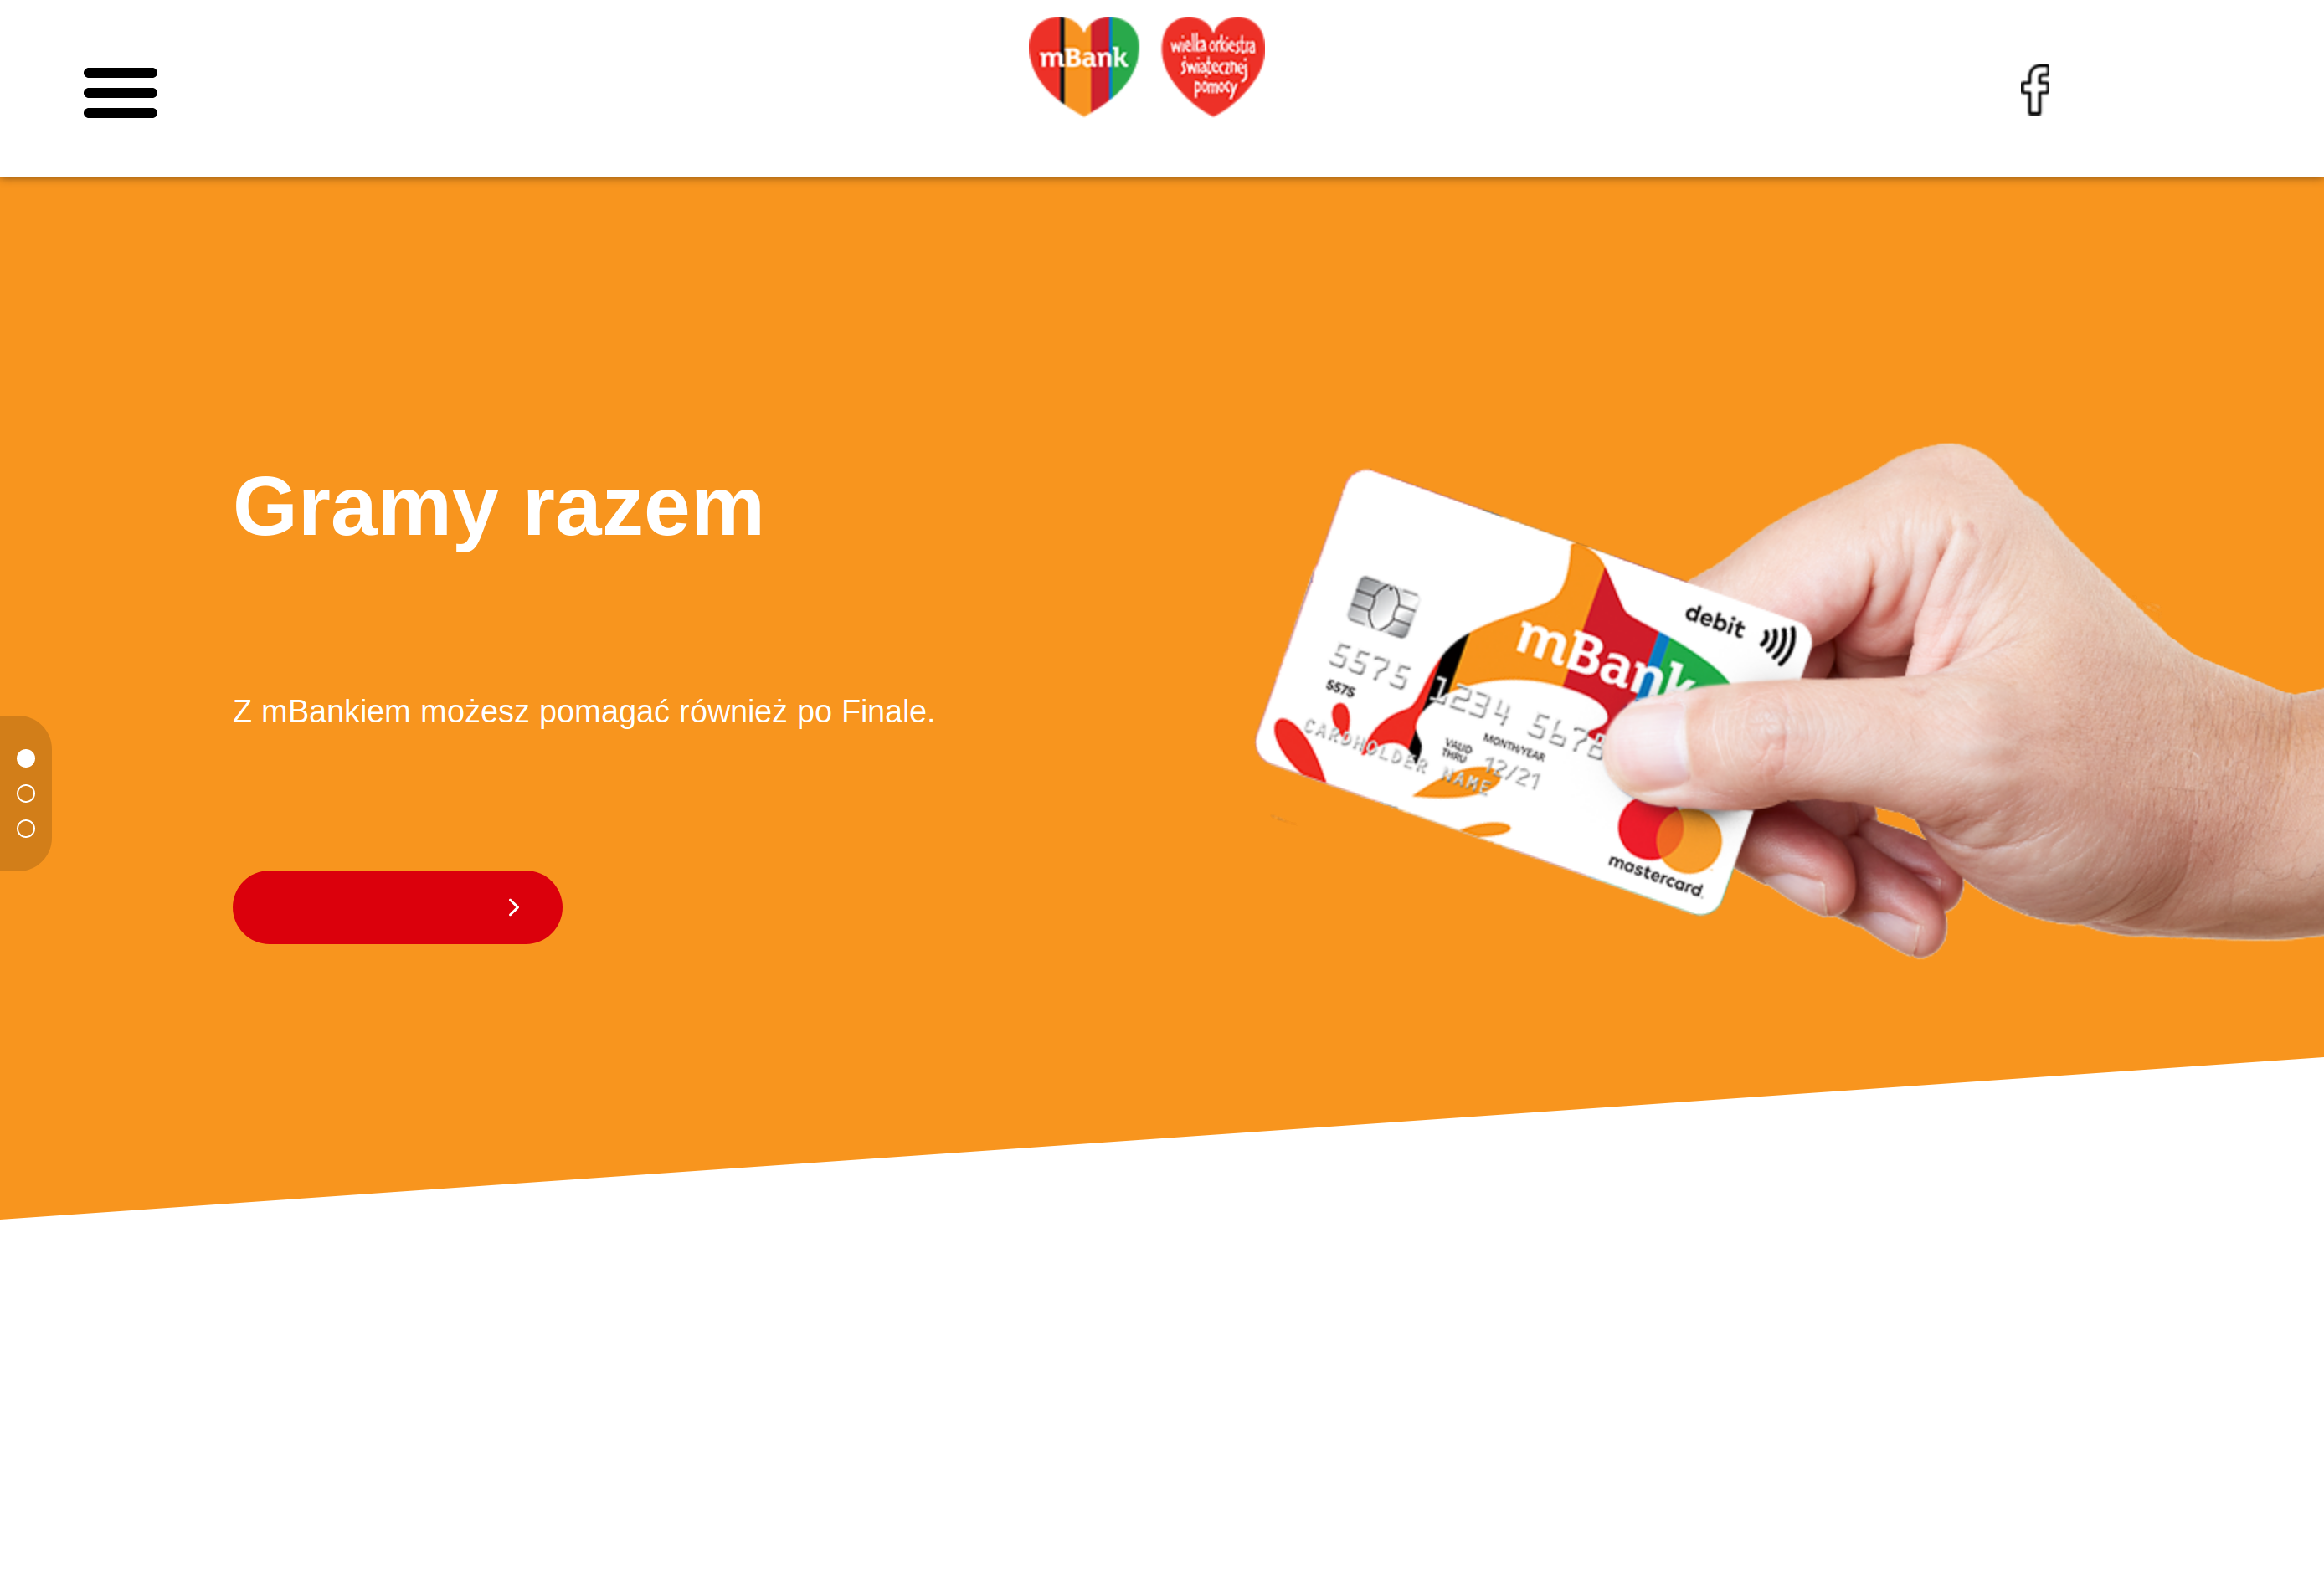 mBank
wielka orkiestra
świątecznej
pomocy
Gramy razem
Z mBankiem możesz pomagać również po Finale.
debit
mBank
5575 1234 5678
5575
MONTH/YEAR
VALID
THRU
12/21
CARDHOLDER NAME
mastercard.